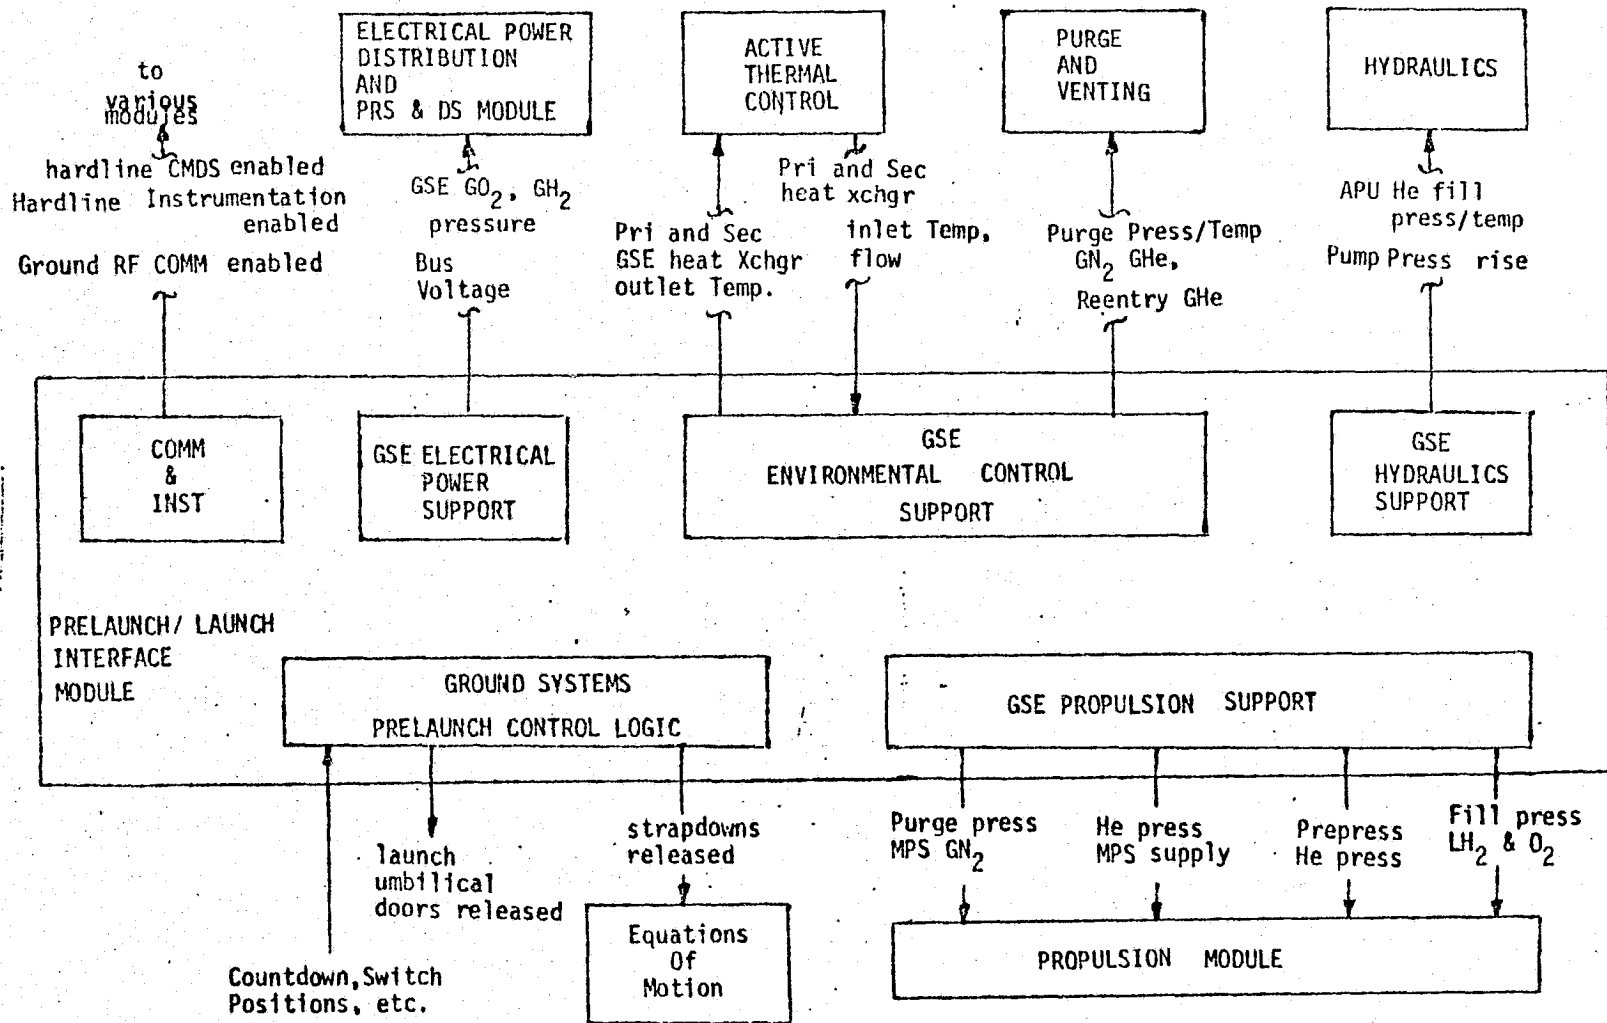 to
various
modules
hardline CMDS enabled
Hardline Instrumentation
enabled
Ground RF COMM enabled
ELECTRICAL POWER
DISTRIBUTION
AND
PRS & DS MODULE
GSE GO2, GH2
pressure
Bus
Voltage
ACTIVE
THERMAL
CONTROL
Pri and Sec
GSE heat Xchgr
outlet Temp.
Pri and Sec
heat xchgr
inlet Temp,
flow
PURGE
AND
VENTING
Purge Press/Temp
GN2 GHe,
Reentry GHe
HYDRAULICS
APU He fill
press/temp
Pump Press rise
COMM
&
INST
GSE ELECTRICAL
POWER
SUPPORT
GSE
ENVIRONMENTAL CONTROL
SUPPORT
GSE
HYDRAULICS
SUPPORT
PRELAUNCH/ LAUNCH
INTERFACE
MODULE
GROUND SYSTEMS
PRELAUNCH CONTROL LOGIC
GSE PROPULSION SUPPORT
Countdown, Switch
Positions, etc.
launch
umbilical
doors released
strapdowns
released
Equations
Of
Motion
Purge press
MPS GN2
He press
MPS supply
Prepress
He press
Fill press
LH2 & O2
PROPULSION MODULE